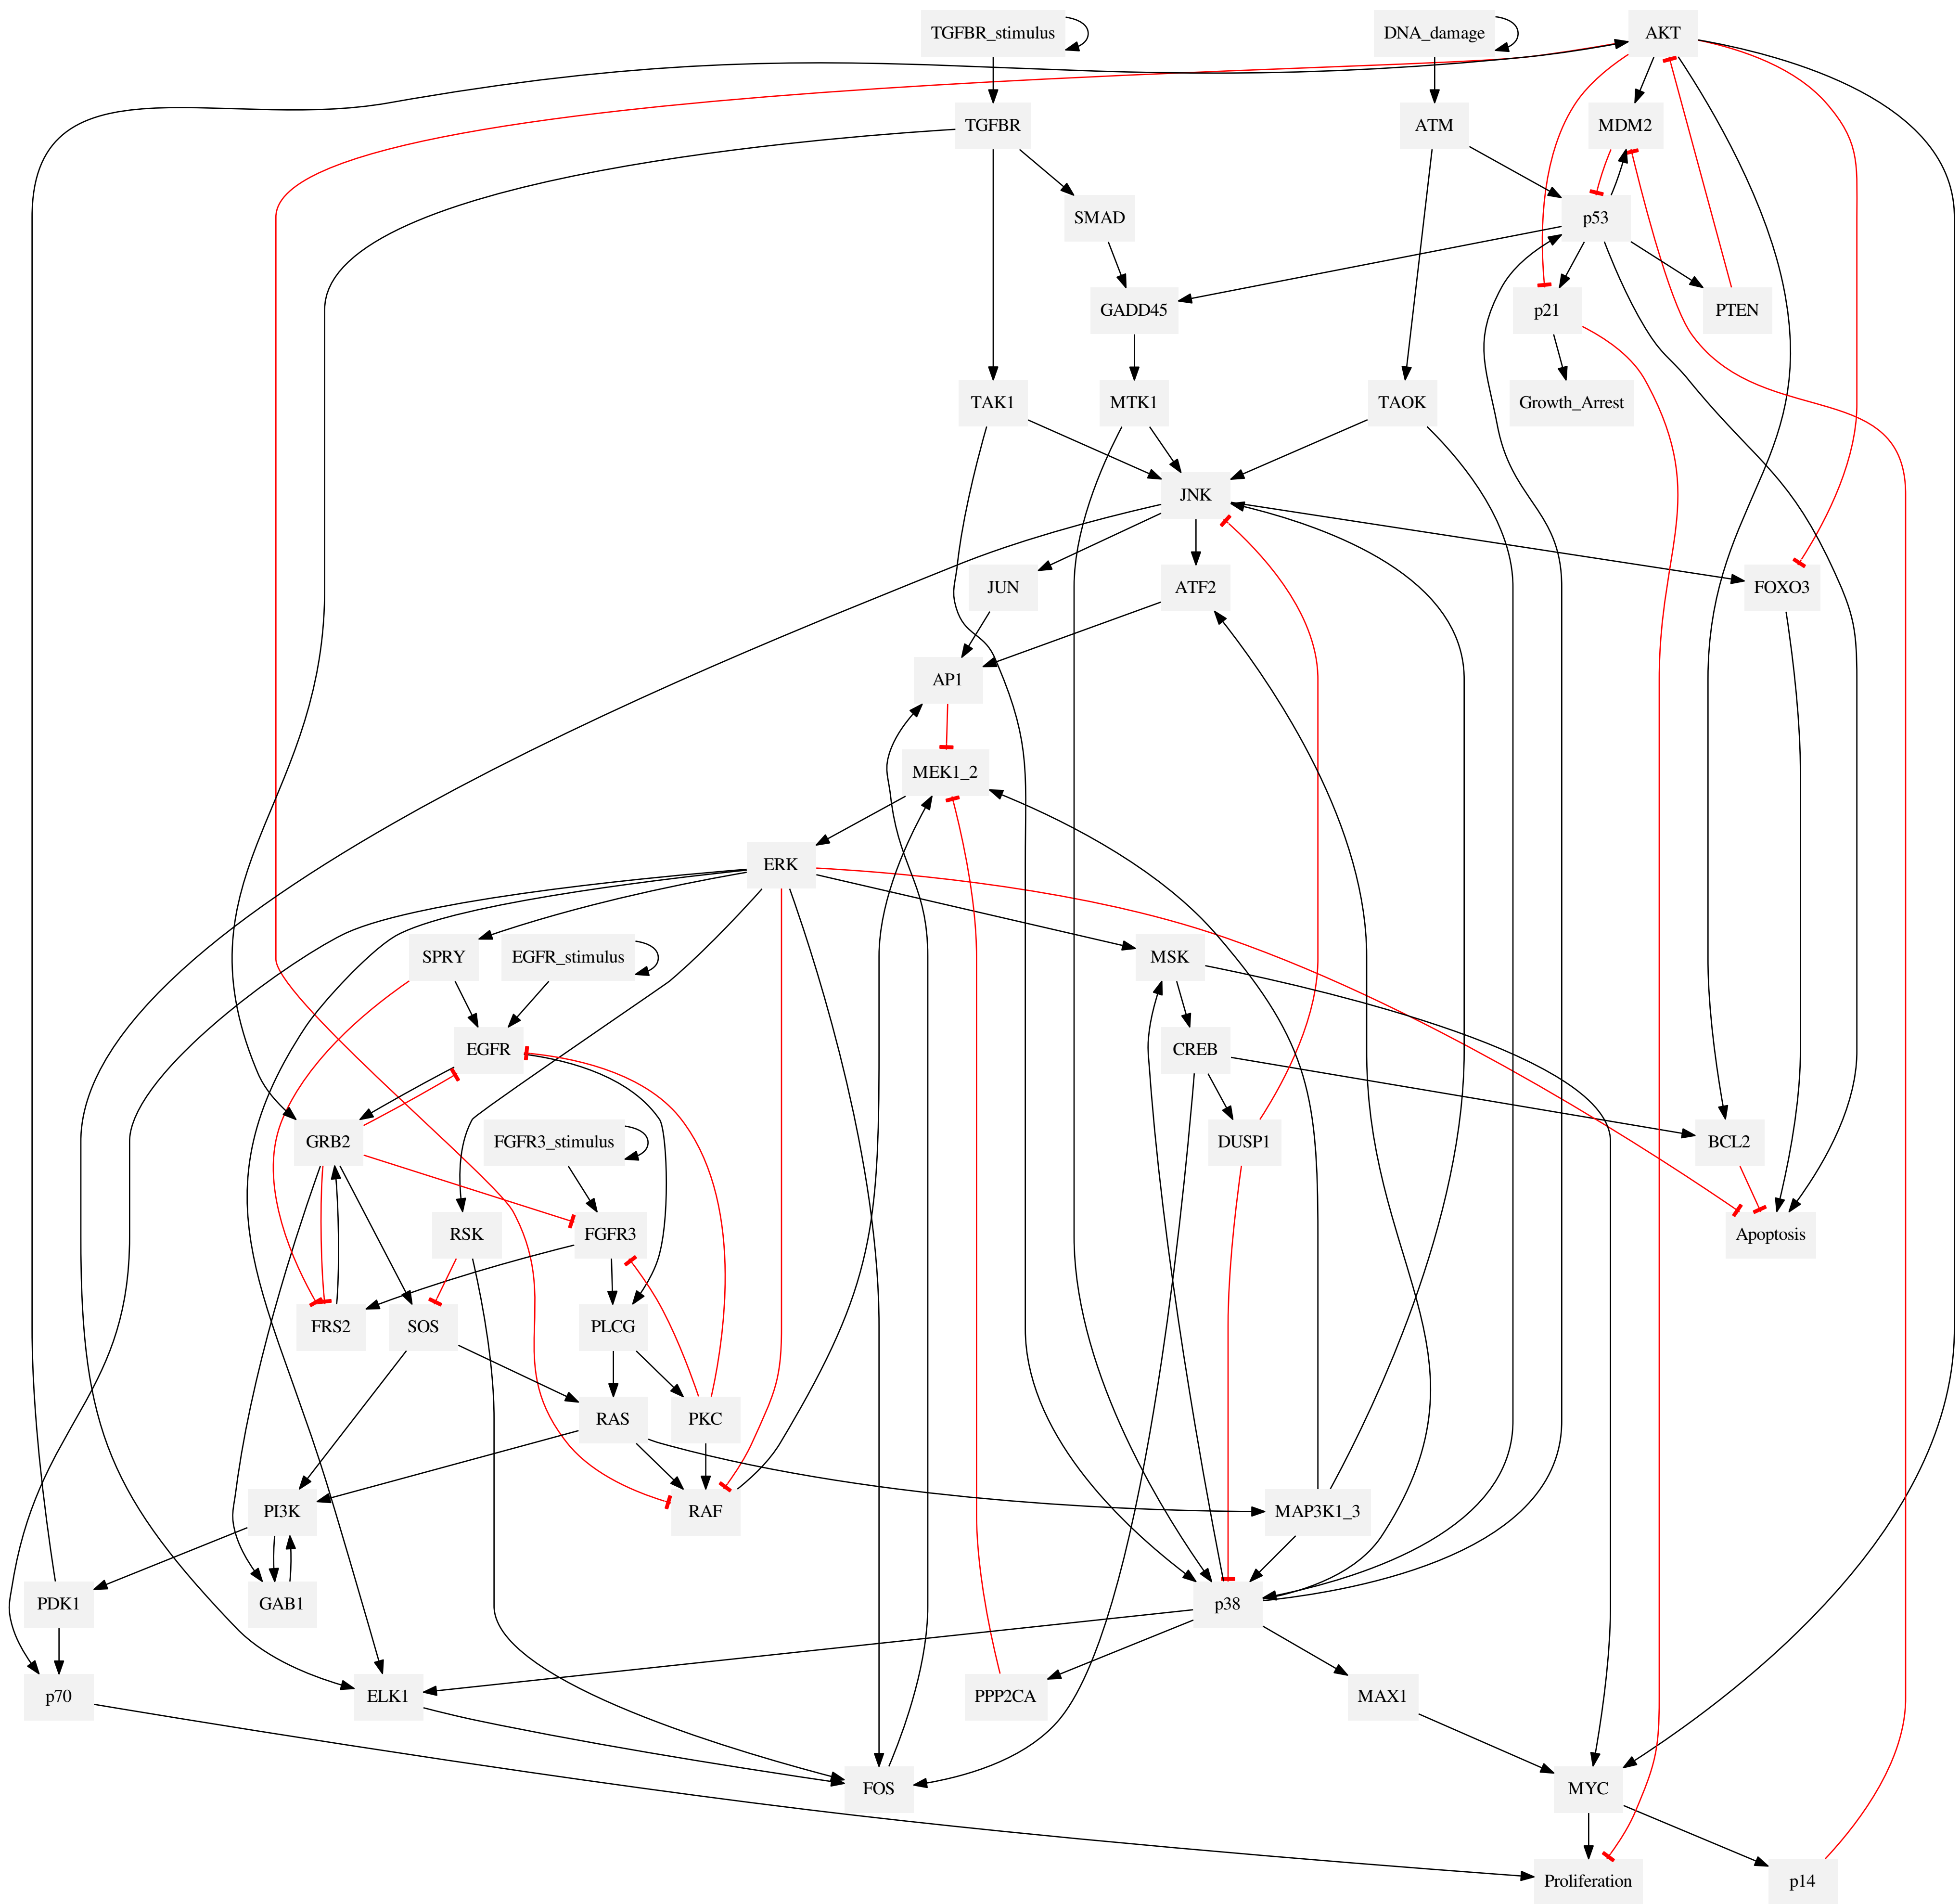 TGFBR_stimulus
DNA_damage
AKT
TGFBR
ATM
MDM2
SMAD
p53
GADD45
p21
PTEN
TAK1
MTK1
TAOK
Growth_Arrest
JNK
JUN
ATF2
FOXO3
AP1
MEK1_2
ERK
SPRY
EGFR_stimulus
MSK
EGFR
CREB
GRB2
FGFR3_stimulus
DUSP1
BCL2
RSK
FGFR3
Apoptosis
FRS2
SOS
PLCG
RAS
PKC
PI3K
RAF
MAP3K1_3
PDK1
GAB1
p38
p70
ELK1
PPP2CA
MAX1
FOS
MYC
Proliferation
p14